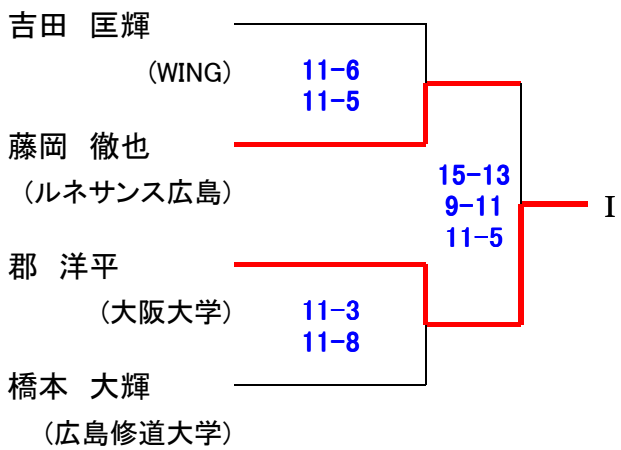 吉田　匡輝
(WING)
11-6
11-5
藤岡　徹也
(ルネサンス広島)
15-13
9-11
11-5
I
郡　洋平
(大阪大学)
11-3
11-8
橋本　大輝
(広島修道大学)